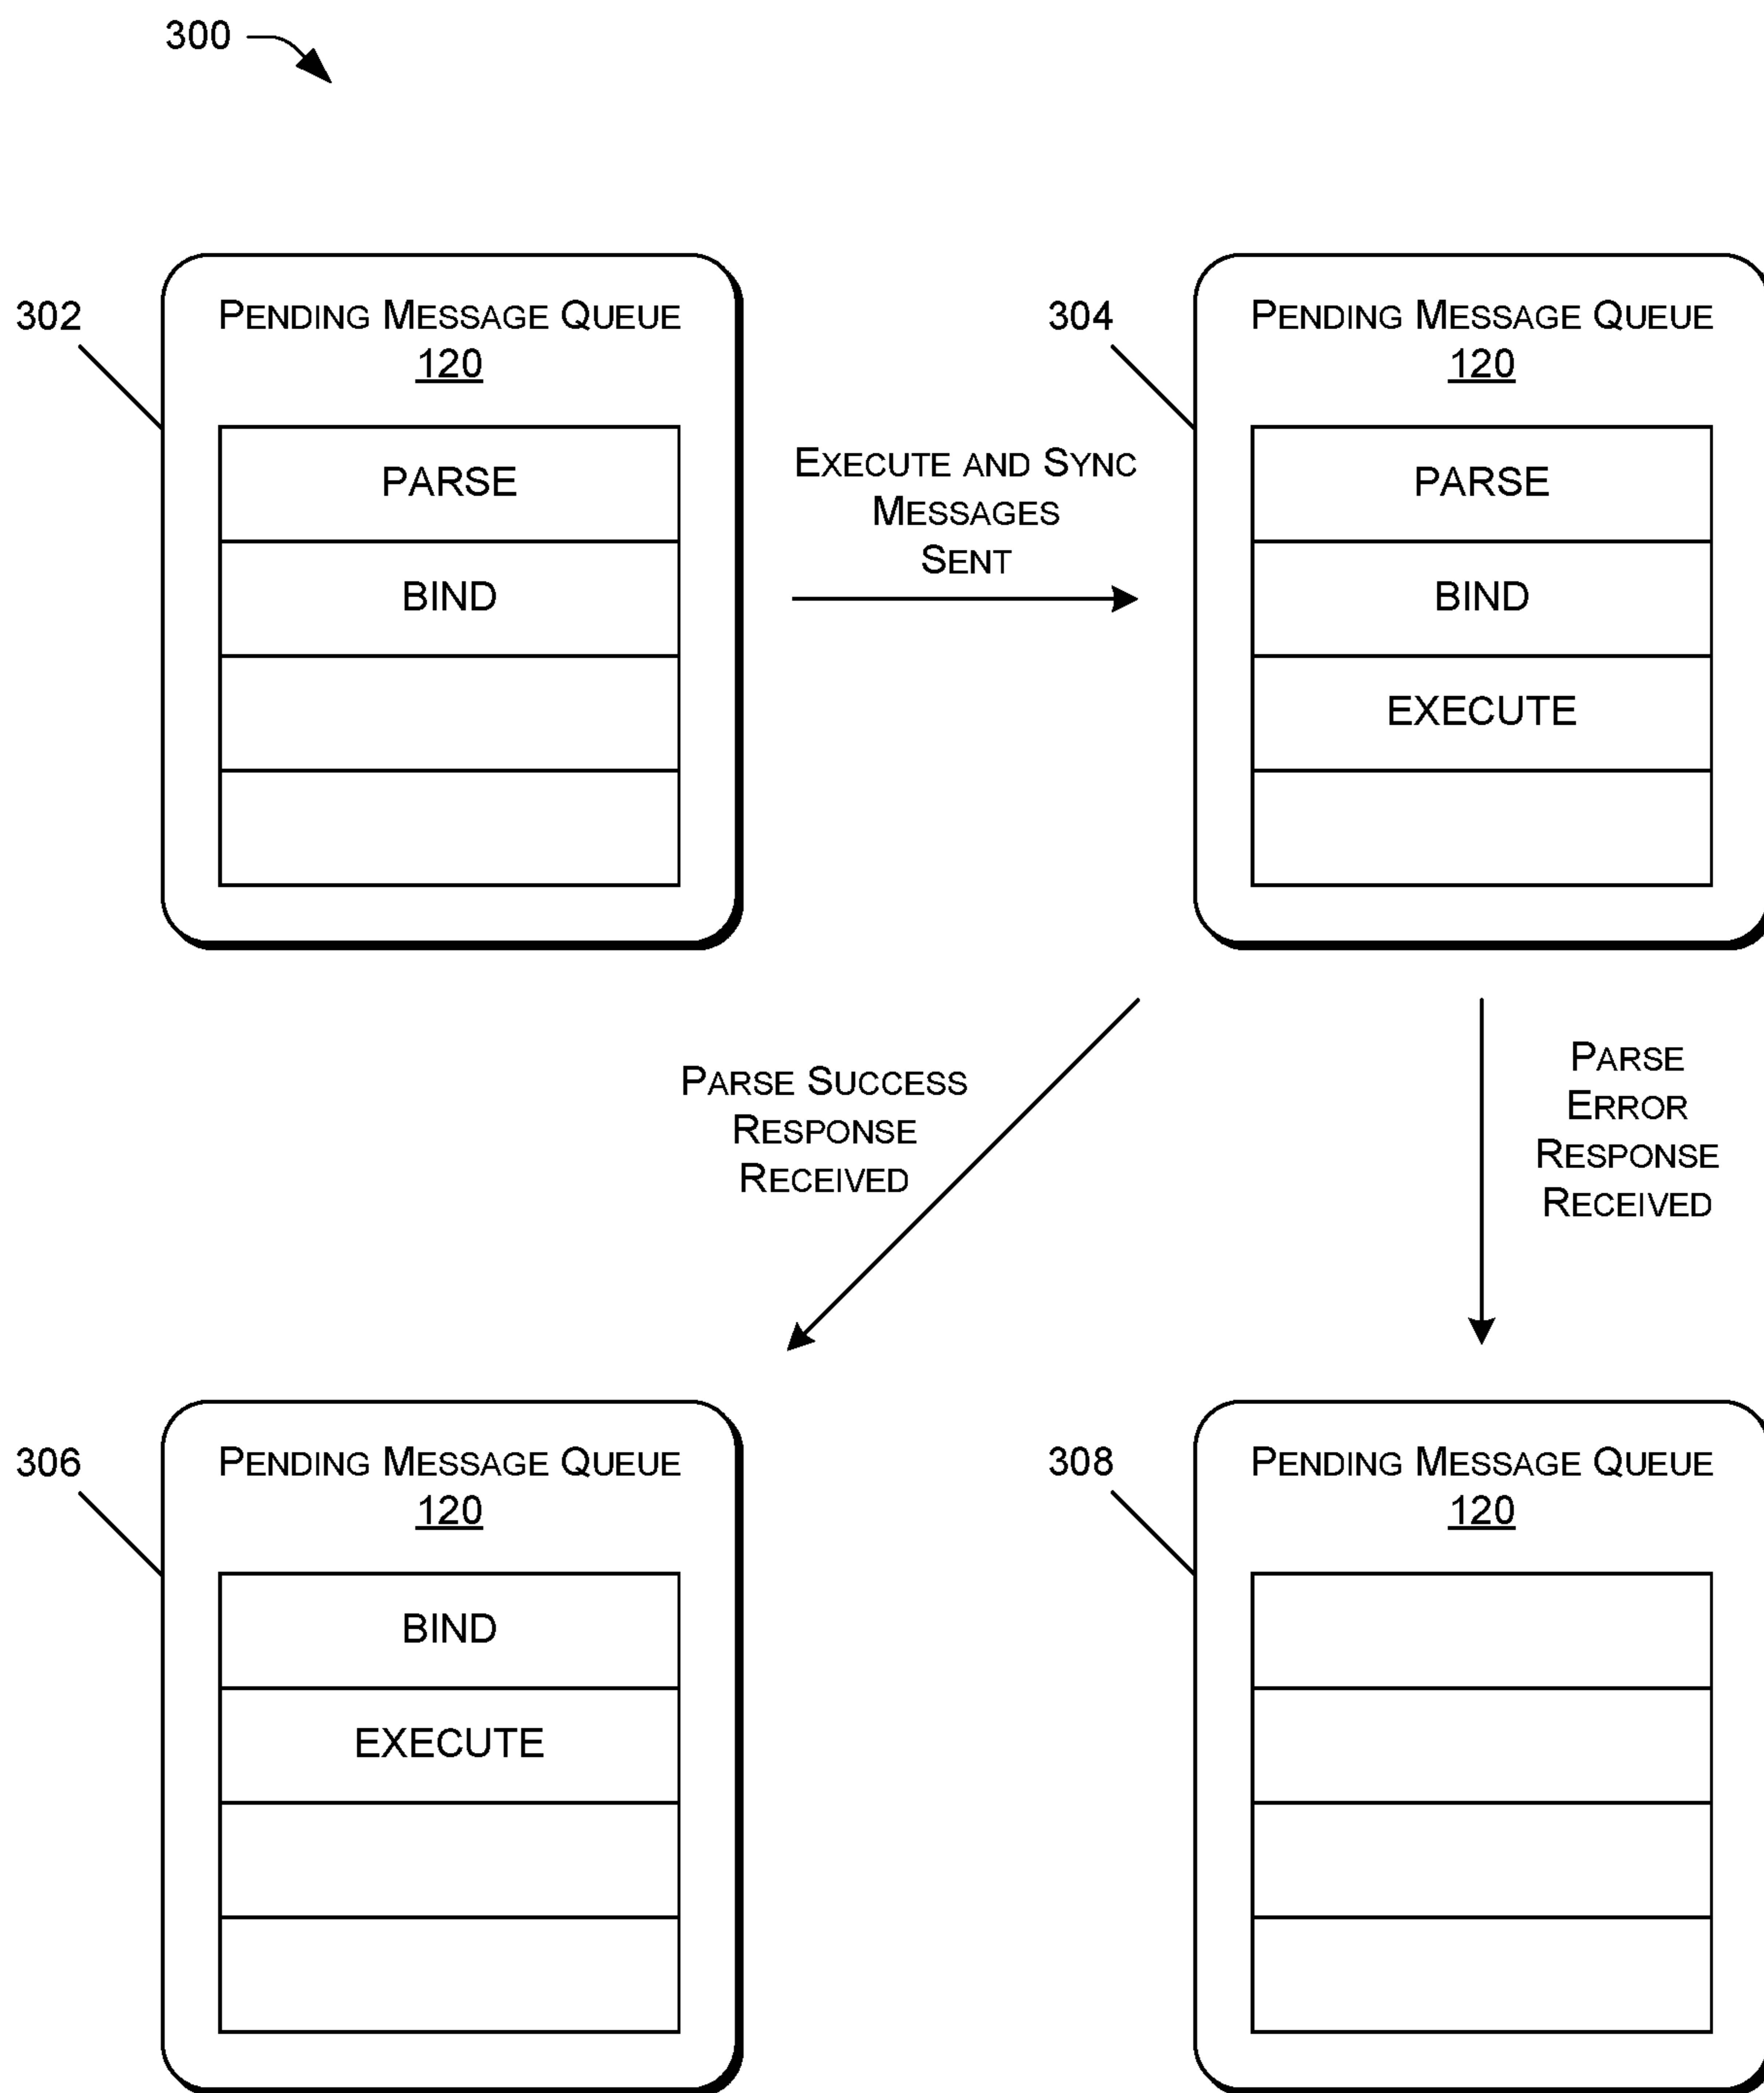 300
302
PENDING MESSAGE QUEUE
120
PARSE
BIND
EXECUTE AND SYNC
MESSAGES
SENT
304
PENDING MESSAGE QUEUE
120
PARSE
BIND
EXECUTE
PARSE SUCCESS
RESPONSE
RECEIVED
PARSE
ERROR
RESPONSE
RECEIVED
306
PENDING MESSAGE QUEUE
120
BIND
EXECUTE
308
PENDING MESSAGE QUEUE
120